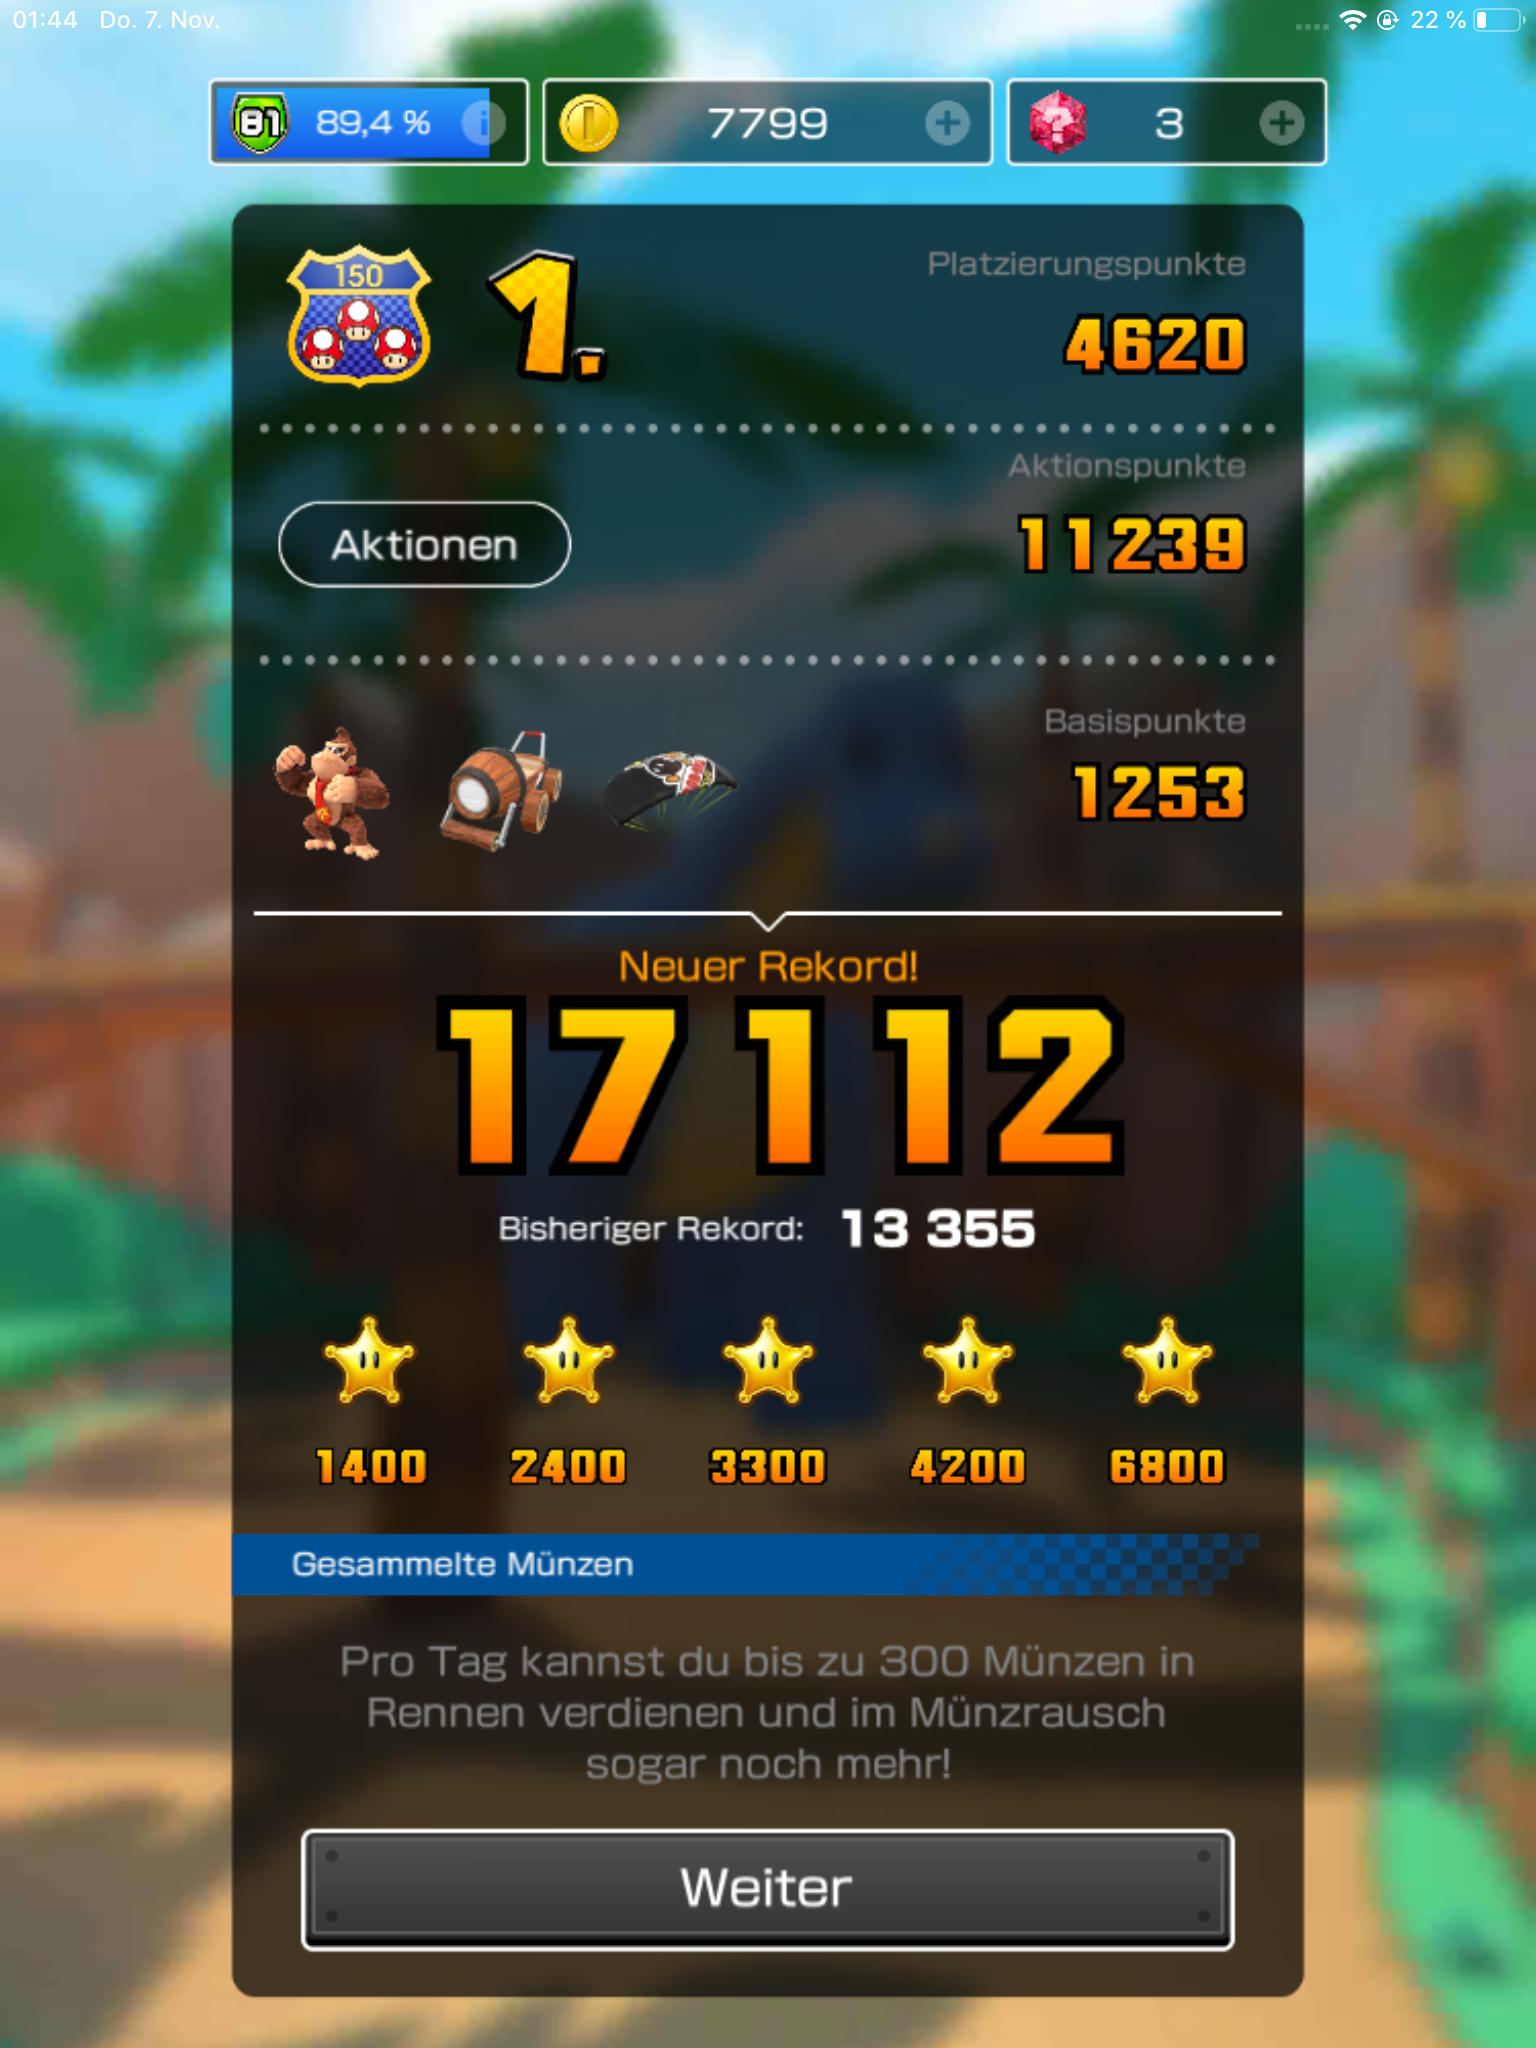 01:44 Do. 7. Nov. 22 %
81 89,4 % i 7799 + 3 +
150 1. Platzierungspunkte
4620
Aktionspunkte
Aktionen 11239
Basispunkte
1253
Neuer Rekord!
17112
Bisheriger Rekord: 13 355
1400 2400 3300 4200 6800
Gesammelte Münzen
Pro Tag kannst du bis zu 300 Münzen in
Rennen verdienen und im Münzrausch
sogar noch mehr!
Weiter